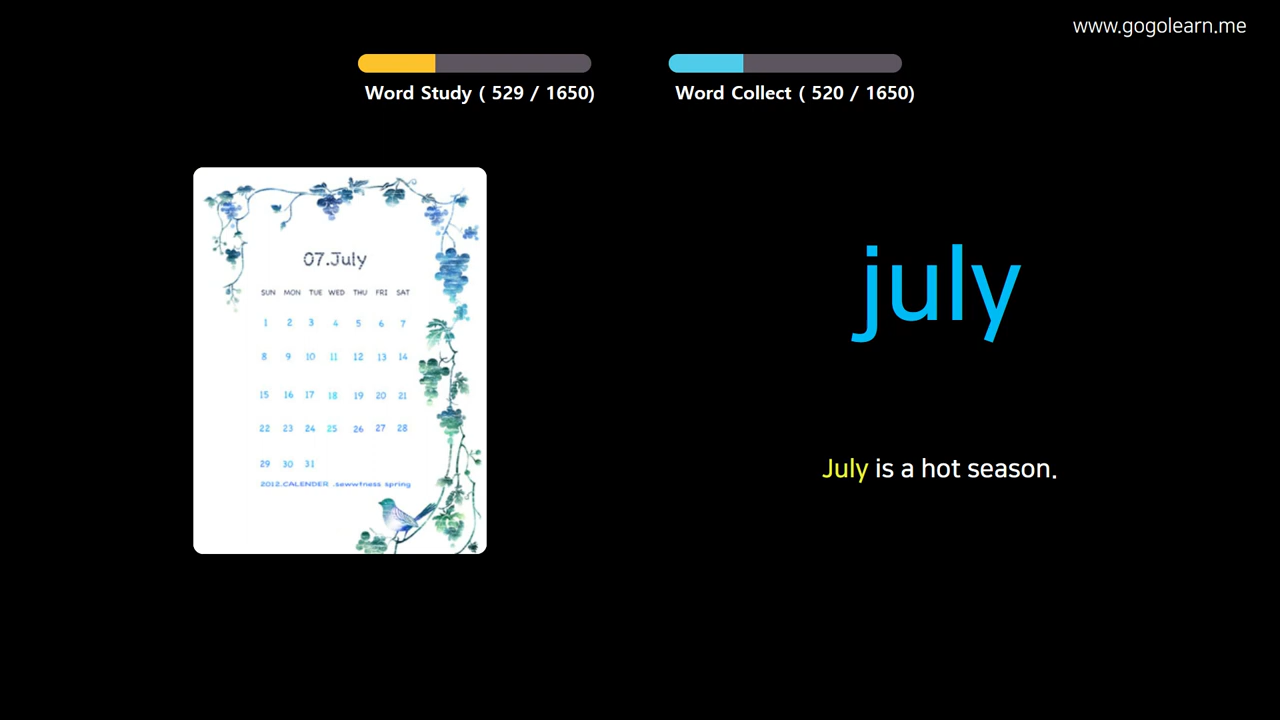 www.gogolearn.me
Word Study ( 529 / 1650)
Word Collect ( 520 / 1650)
07.July
SUN MON TUE WED THU FRI SAT
1 2 3 4 5 6 7
8 9 10 11 12 13 14
15 16 17 18 19 20 21
22 23 24 25 26 27 28
29 30 31
2012.CALENDER .sewwtness spring
july
July is a hot season.